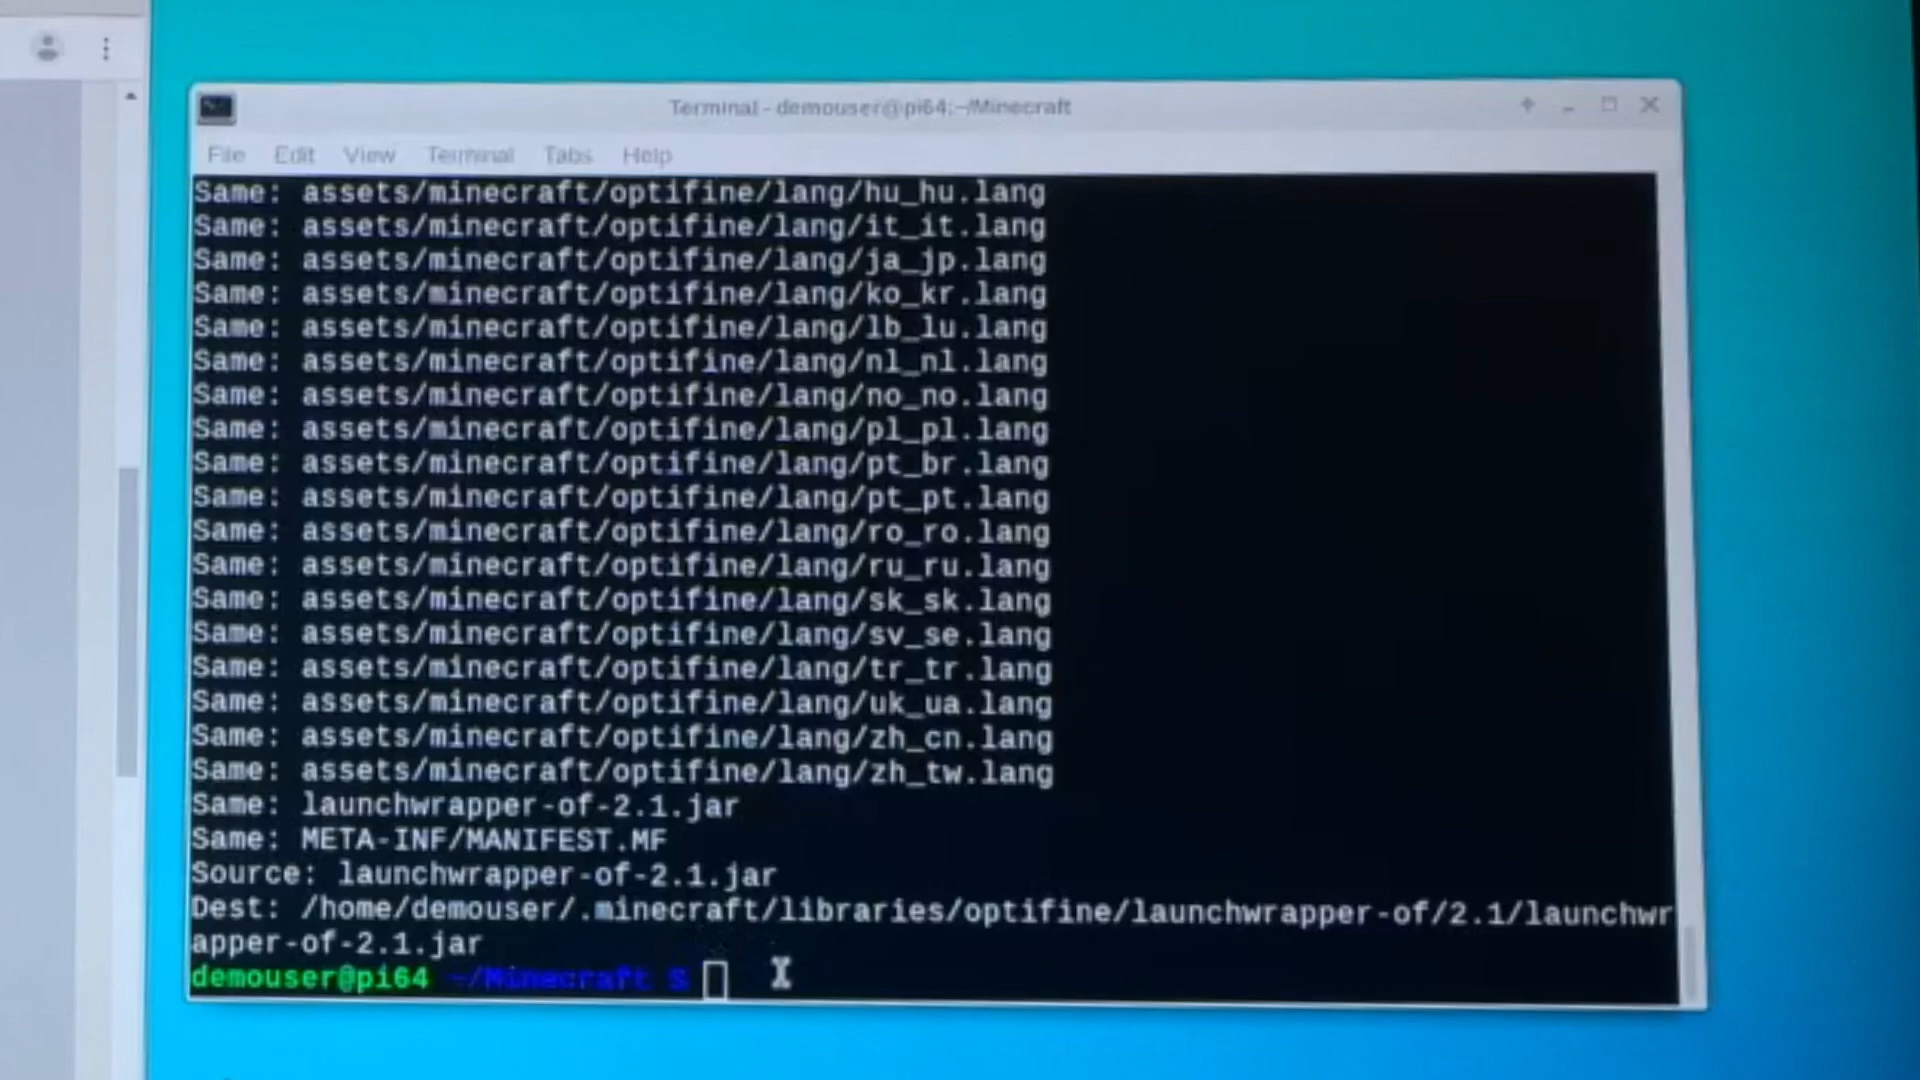 Terminal - demouser@pi64:~/Minecraft
File Edit View Terminal Tabs Help
Same: assets/minecraft/optifine/lang/hu_hu.lang
Same: assets/minecraft/optifine/lang/it_it.lang
Same: assets/minecraft/optifine/lang/ja_jp.lang
Same: assets/minecraft/optifine/lang/ko_kr.lang
Same: assets/minecraft/optifine/lang/lb_lu.lang
Same: assets/minecraft/optifine/lang/nl_nl.lang
Same: assets/minecraft/optifine/lang/no_no.lang
Same: assets/minecraft/optifine/lang/pl_pl.lang
Same: assets/minecraft/optifine/lang/pt_br.lang
Same: assets/minecraft/optifine/lang/pt_pt.lang
Same: assets/minecraft/optifine/lang/ro_ro.lang
Same: assets/minecraft/optifine/lang/ru_ru.lang
Same: assets/minecraft/optifine/lang/sk_sk.lang
Same: assets/minecraft/optifine/lang/sv_se.lang
Same: assets/minecraft/optifine/lang/tr_tr.lang
Same: assets/minecraft/optifine/lang/uk_ua.lang
Same: assets/minecraft/optifine/lang/zh_cn.lang
Same: assets/minecraft/optifine/lang/zh_tw.lang
Same: launchwrapper-of-2.1.jar
Same: META-INF/MANIFEST.MF
Source: launchwrapper-of-2.1.jar
Dest: /home/demouser/.minecraft/libraries/optifine/launchwrapper-of/2.1/launchwr
apper-of-2.1.jar
demouser@pi64 ~/Minecraft $